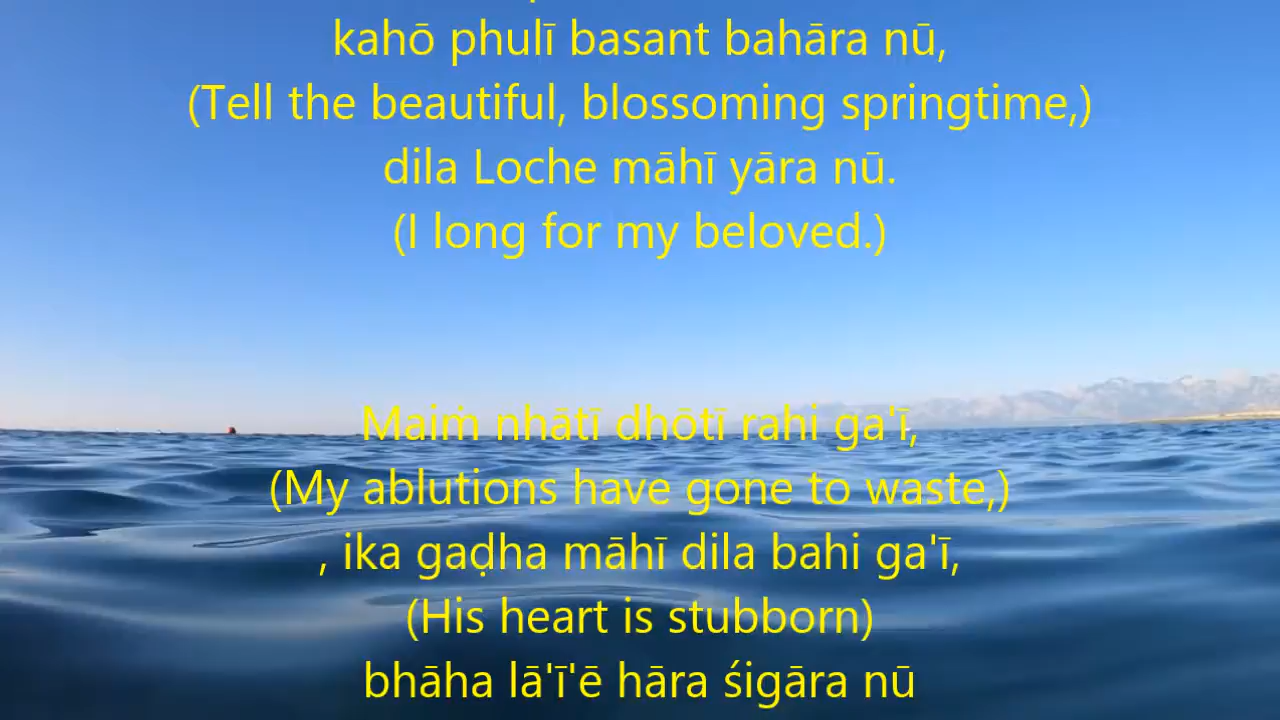 kahō phulī basant bahāra nū,
(Tell the beautiful, blossoming springtime,)
dila Loche māhī yāra nū.
(I long for my beloved.)
Maiṁ nhātī dhōtī rahi ga'ī,
(My ablutions have gone to waste,)
, ika gaḍha māhī dila bahi ga'ī,
(His heart is stubborn)
bhāha lā'ī'ē hāra śigāra nū